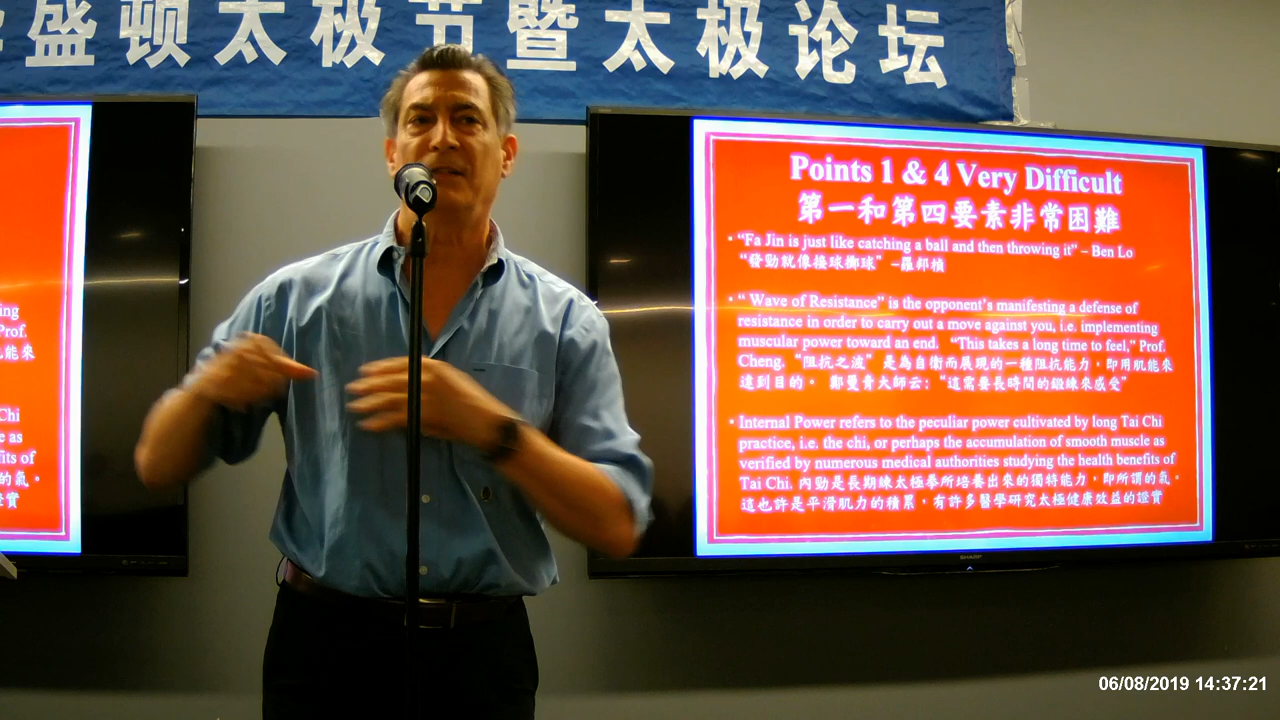 盛顿太极节暨太极论坛
ing
Prof.
能來
Chi
e as
fits of
的氣。
證實
Points 1 & 4 Very Difficult
第一和第四要素非常困難
• “Fa Jin is just like catching a ball and then throwing it” – Ben Lo
“發勁就像接球擲球” –羅邦楨
• “ Wave of Resistance” is the opponent’s manifesting a defense of
resistance in order to carry out a move against you, i.e. implementing
muscular power toward an end. “This takes a long time to feel,” Prof.
Cheng. “阻抗之波” 是為自衛而展現的一種阻抗能力，即用肌能來
達到目的。 鄭曼青大師云：“這需要長時間的鍛練來感受”
• Internal Power refers to the peculiar power cultivated by long Tai Chi
practice, i.e. the chi, or perhaps the accumulation of smooth muscle as
verified by numerous medical authorities studying the health benefits of
Tai Chi. 內勁是長期練太極拳所培養出來的獨特能力，即所謂的氣。
這也許是平滑肌力的積累，有許多醫學研究太極健康效益的證實
SHARP
06/08/2019 14:37:21